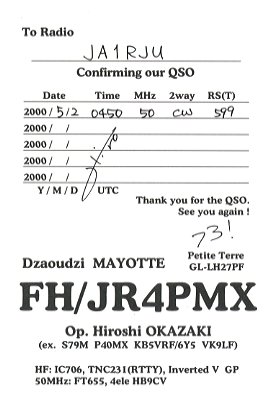 To Radio
JA1RJU
Confirming our QSO
Date Time MHz 2way RS(T)
2000 / 5/2 0450 50 CW 599
2000 / /
2000 / /
2000 / /
2000 / /
Y / M / D UTC
Thank you for the QSO.
See you again !
73!
Petite Terre
GL-LH27PF
Dzaoudzi MAYOTTE
FH/JR4PMX
Op. Hiroshi OKAZAKI
(ex. S79M P40MX KB5VRF/6Y5 VK9LF)
HF: IC706, TNC231(RTTY), Inverted V GP
50MHz: FT655, 4ele HB9CV